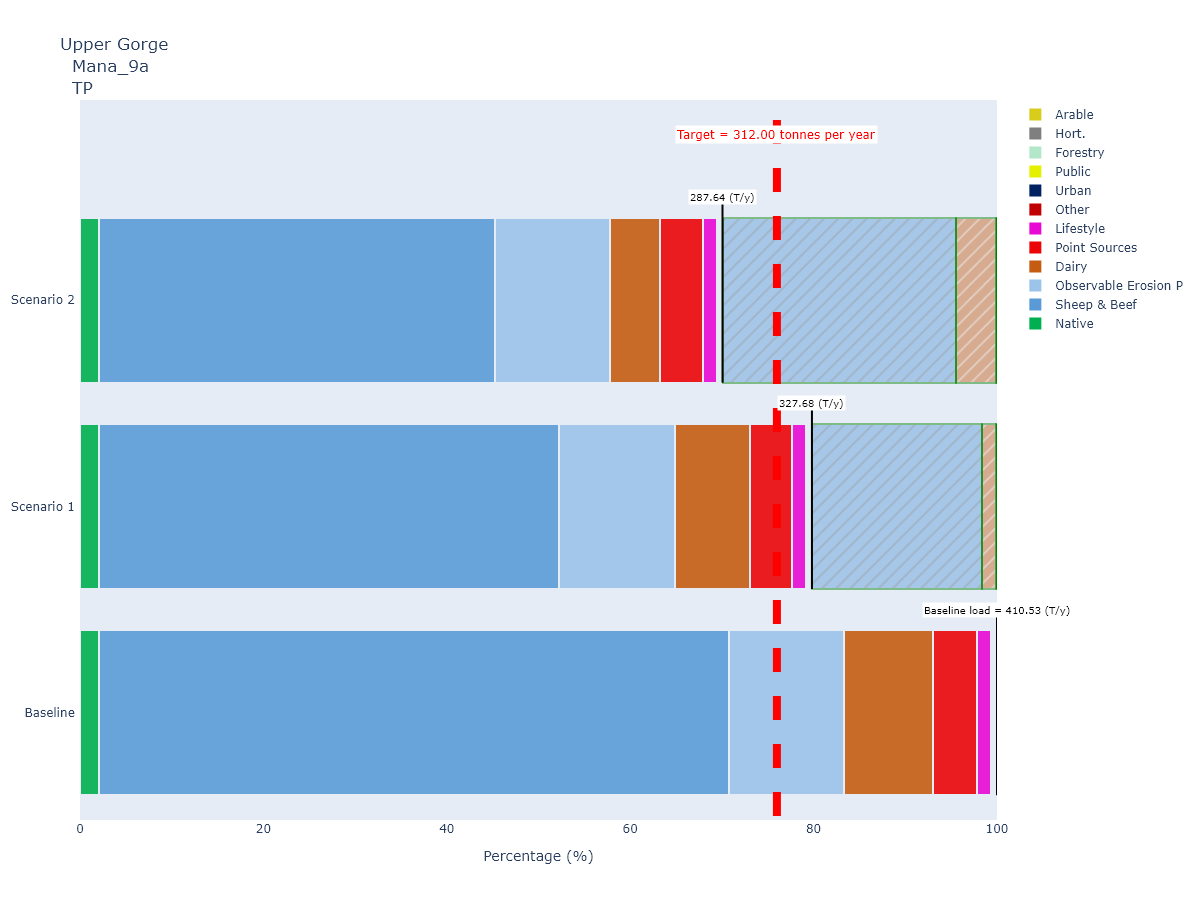 Upper Gorge
Mana_9a
TP
Target = 312.00 tonnes per year
287.64 (T/y)
Scenario 2
327.68 (T/y)
Scenario 1
Baseline load = 410.53 (T/y)
Baseline
0
20
40
60
80
100
Percentage (%)
Arable
Hort.
Forestry
Public
Urban
Other
Lifestyle
Point Sources
Dairy
Observable Erosion P
Sheep & Beef
Native